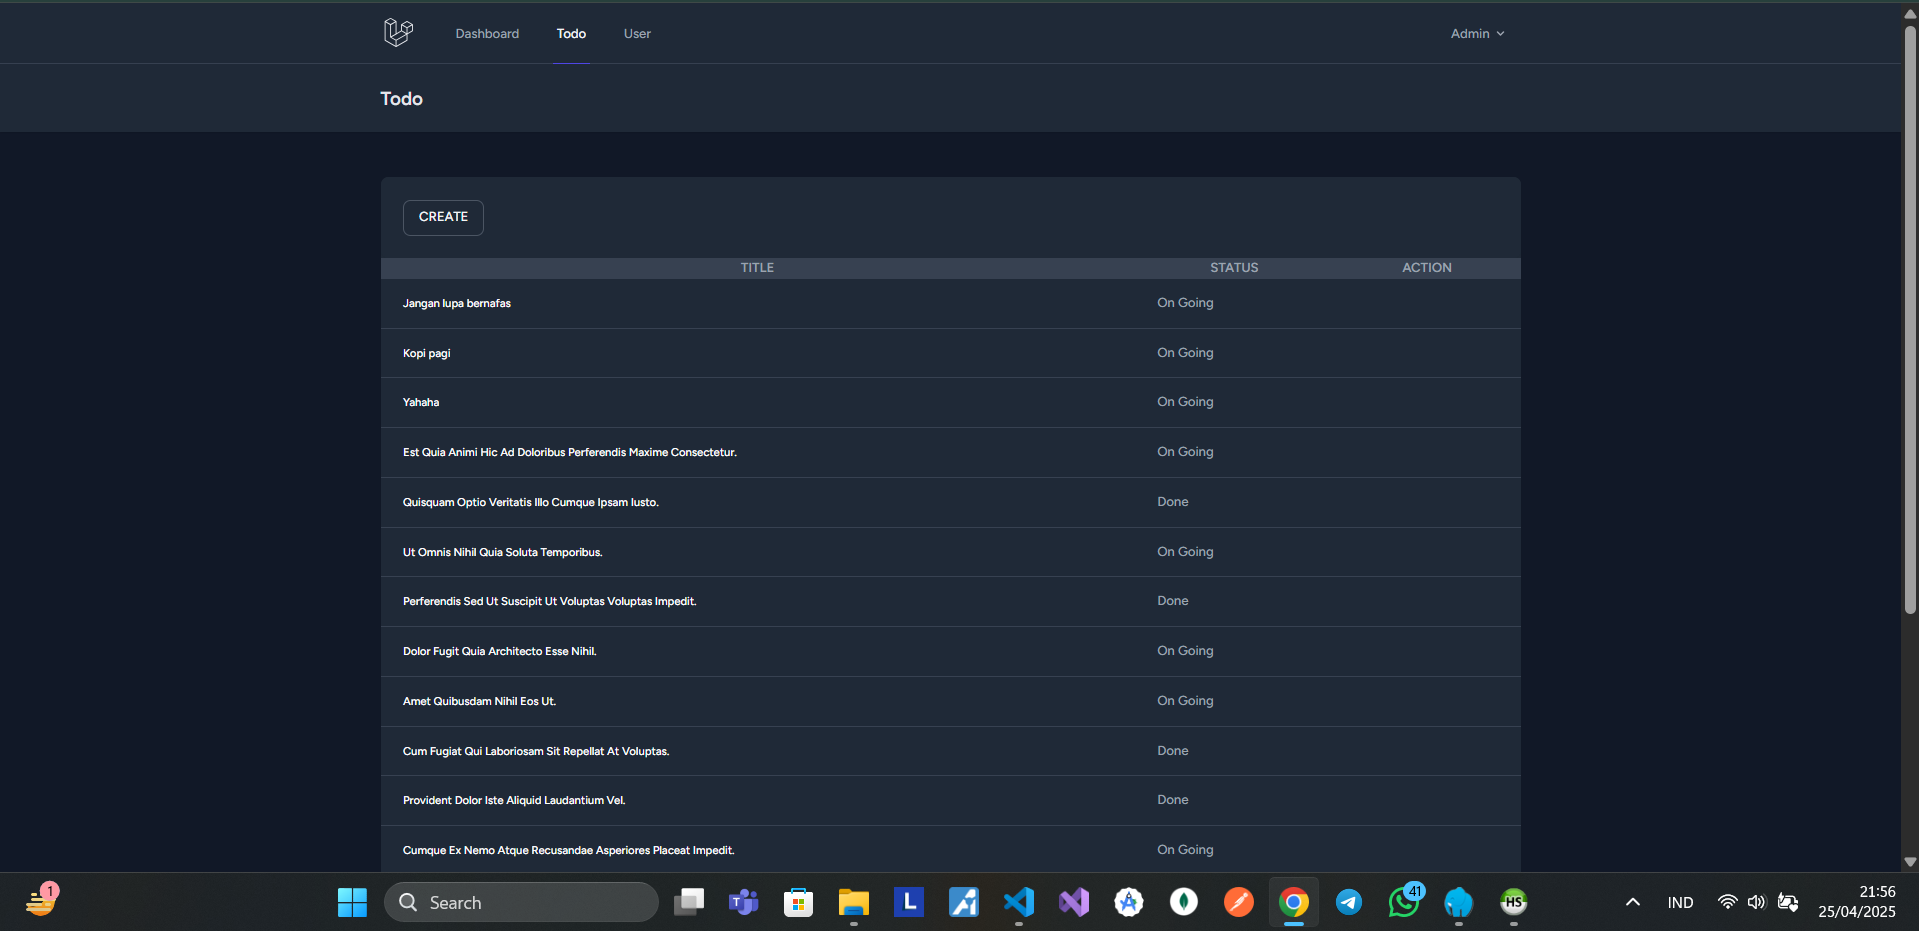 Dashboard Todo User Admin
Todo
CREATE
TITLE STATUS ACTION
Jangan lupa bernafas On Going
Kopi pagi On Going
Yahaha On Going
Est Quia Animi Hic Ad Doloribus Perferendis Maxime Consectetur. On Going
Quisquam Optio Veritatis Illo Cumque Ipsam Iusto. Done
Ut Omnis Nihil Quia Soluta Temporibus. On Going
Perferendis Sed Ut Suscipit Ut Voluptas Voluptas Impedit. Done
Dolor Fugit Quia Architecto Esse Nihil. On Going
Amet Quibusdam Nihil Eos Ut. On Going
Cum Fugiat Qui Laboriosam Sit Repellat At Voluptas. Done
Provident Dolor Iste Aliquid Laudantium Vel. Done
Cumque Ex Nemo Atque Recusandae Asperiores Placeat Impedit. On Going
1 Search T L 41 HS IND 21:56
25/04/2025